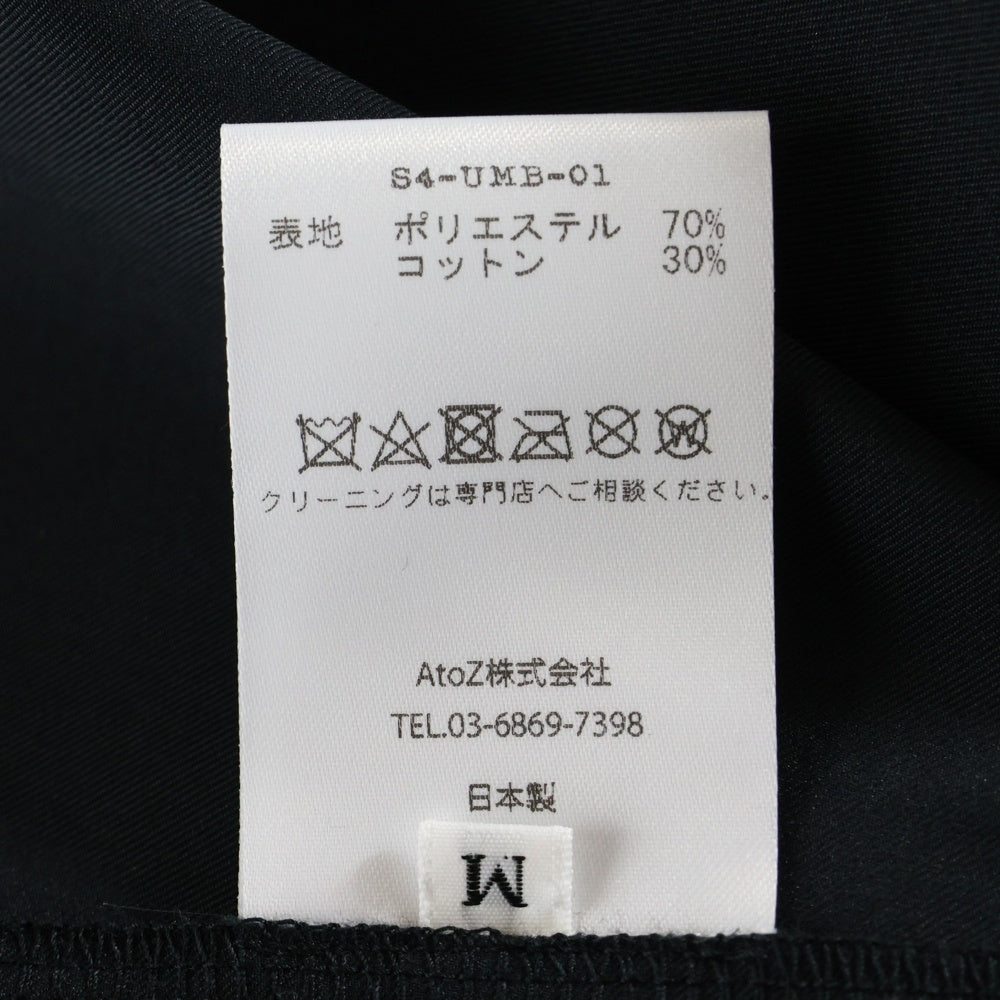 S4-UMB-01
表地 ポリエステル 70%
コットン 30%
クリーニングは専門店へご相談ください。
AtoZ株式会社
TEL.03-6869-7398
日本製
M